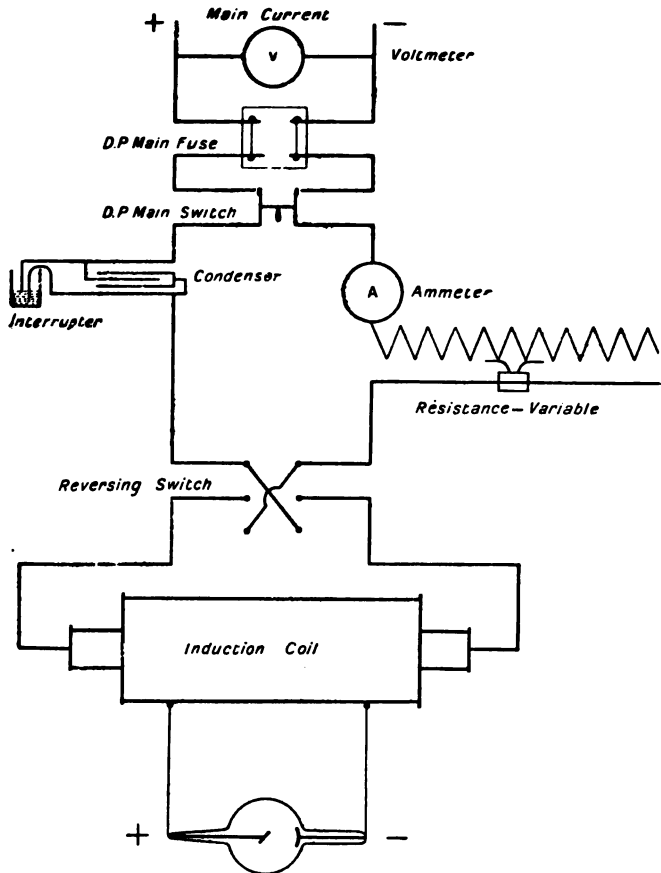 Main Current
+ −
V
Voltmeter
D.P Main Fuse
D.P Main Switch
Condenser
A
Ammeter
Interrupter
Résistance – Variable
Reversing Switch
Induction Coil
+ −